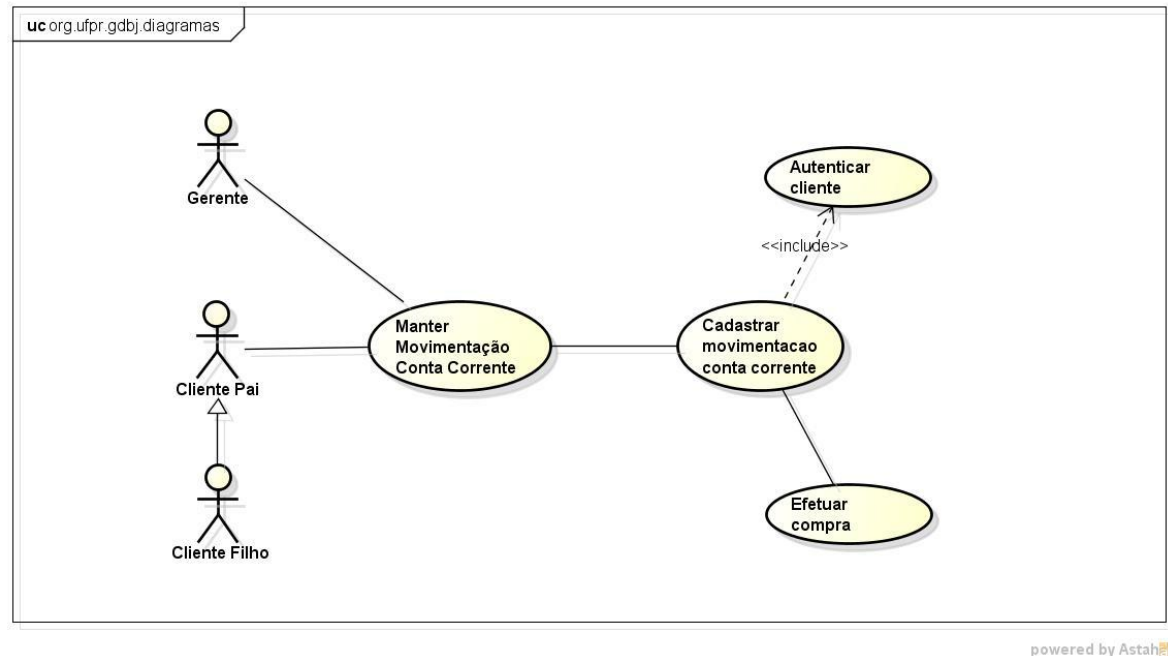 uc org.ufpr.gdbj.diagramas
Gerente
Autenticar
cliente
<<include>>
Manter
Movimentação
Conta Corrente
Cadastrar
movimentacao
conta corrente
Cliente Pai
Efetuar
compra
Cliente Filho
powered by Astah